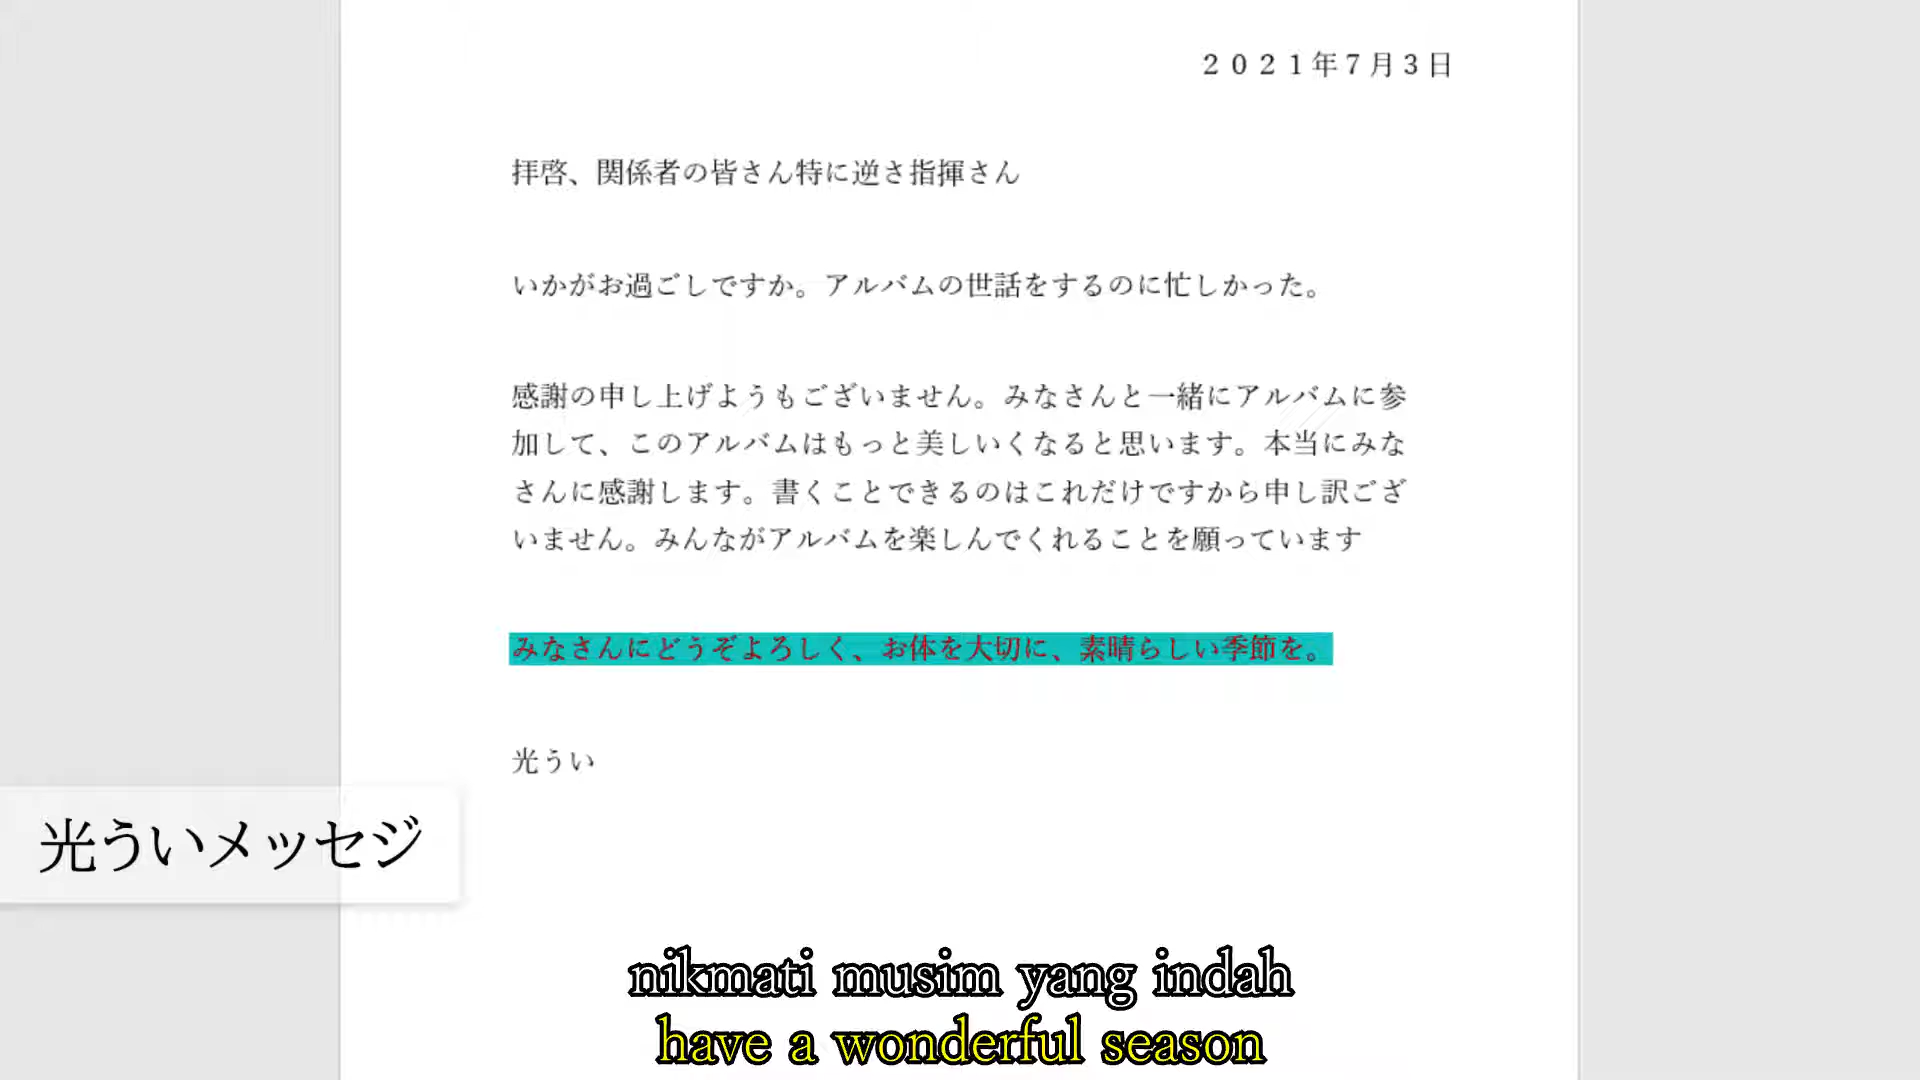 ２０２１年７月３日
拝啓、関係者の皆さん特に逆さ指揮さん
いかがお過ごしですか。アルバムの世話をするのに忙しかった。
感謝の申し上げようもございません。みなさんと一緒にアルバムに参
加して、このアルバムはもっと美しいくなると思います。本当にみな
さんに感謝します。書くことできるのはこれだけですから申し訳ござ
いません。みんながアルバムを楽しんでくれることを願っています
みなさんにどうぞよろしく、お体を大切に、素晴らしい季節を。
光うい
光ういメッセジ
nikmati musim yang indah
have a wonderful season